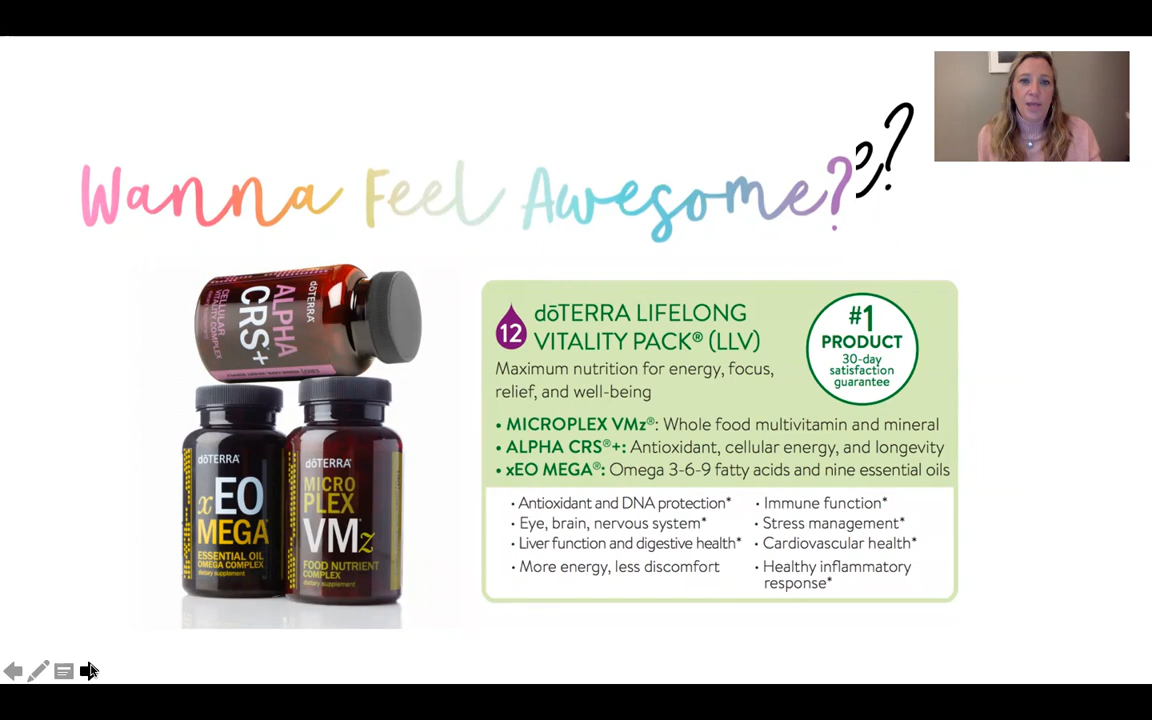 Wanna Feel Awesome?
?
dōTERRA
ALPHA
CRS®+
CELLULAR
VITALITY COMPLEX
dōTERRA
xEO
MEGA®
ESSENTIAL OIL
OMEGA COMPLEX
dietary supplement
dōTERRA
MICRO
PLEX
VMz
FOOD NUTRIENT
COMPLEX
dietary supplement
12
dōTERRA LIFELONG
VITALITY PACK® (LLV)
Maximum nutrition for energy, focus,
relief, and well-being
#1
PRODUCT
30-day
satisfaction
guarantee
• MICROPLEX VMz®: Whole food multivitamin and mineral
• ALPHA CRS®+: Antioxidant, cellular energy, and longevity
• xEO MEGA®: Omega 3-6-9 fatty acids and nine essential oils
• Antioxidant and DNA protection*
• Eye, brain, nervous system*
• Liver function and digestive health*
• More energy, less discomfort
• Immune function*
• Stress management*
• Cardiovascular health*
• Healthy inflammatory
response*